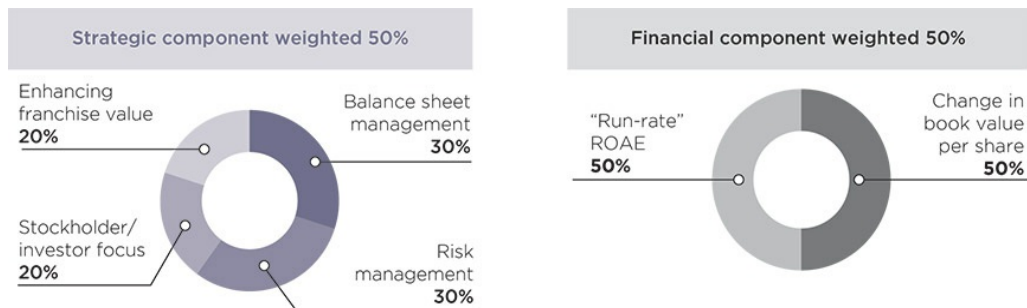 Strategic component weighted 50%
Enhancing
franchise value
20%
Balance sheet
management
30%
Stockholder/
investor focus
20%
Risk
management
30%
Financial component weighted 50%
“Run-rate”
ROAE
50%
Change in
book value
per share
50%